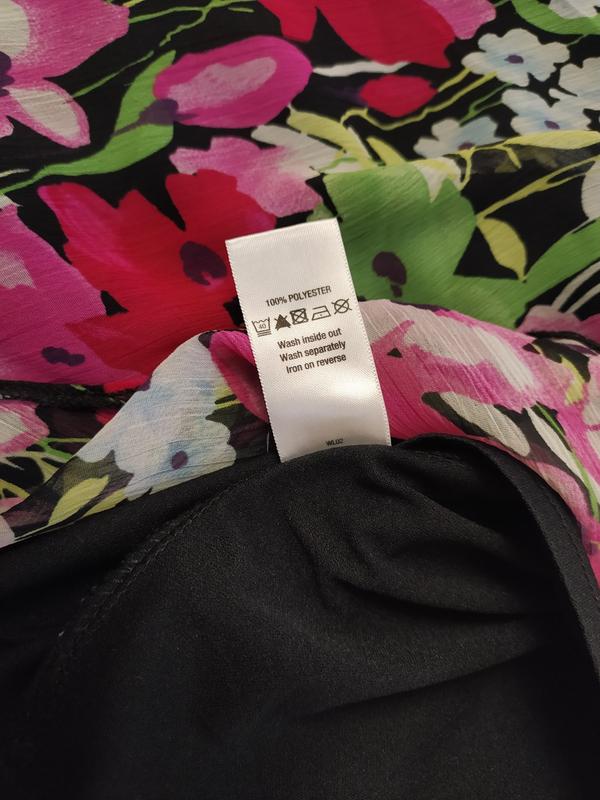 100% POLYESTER
40
Wash inside out
Wash separately
Iron on reverse
WL02